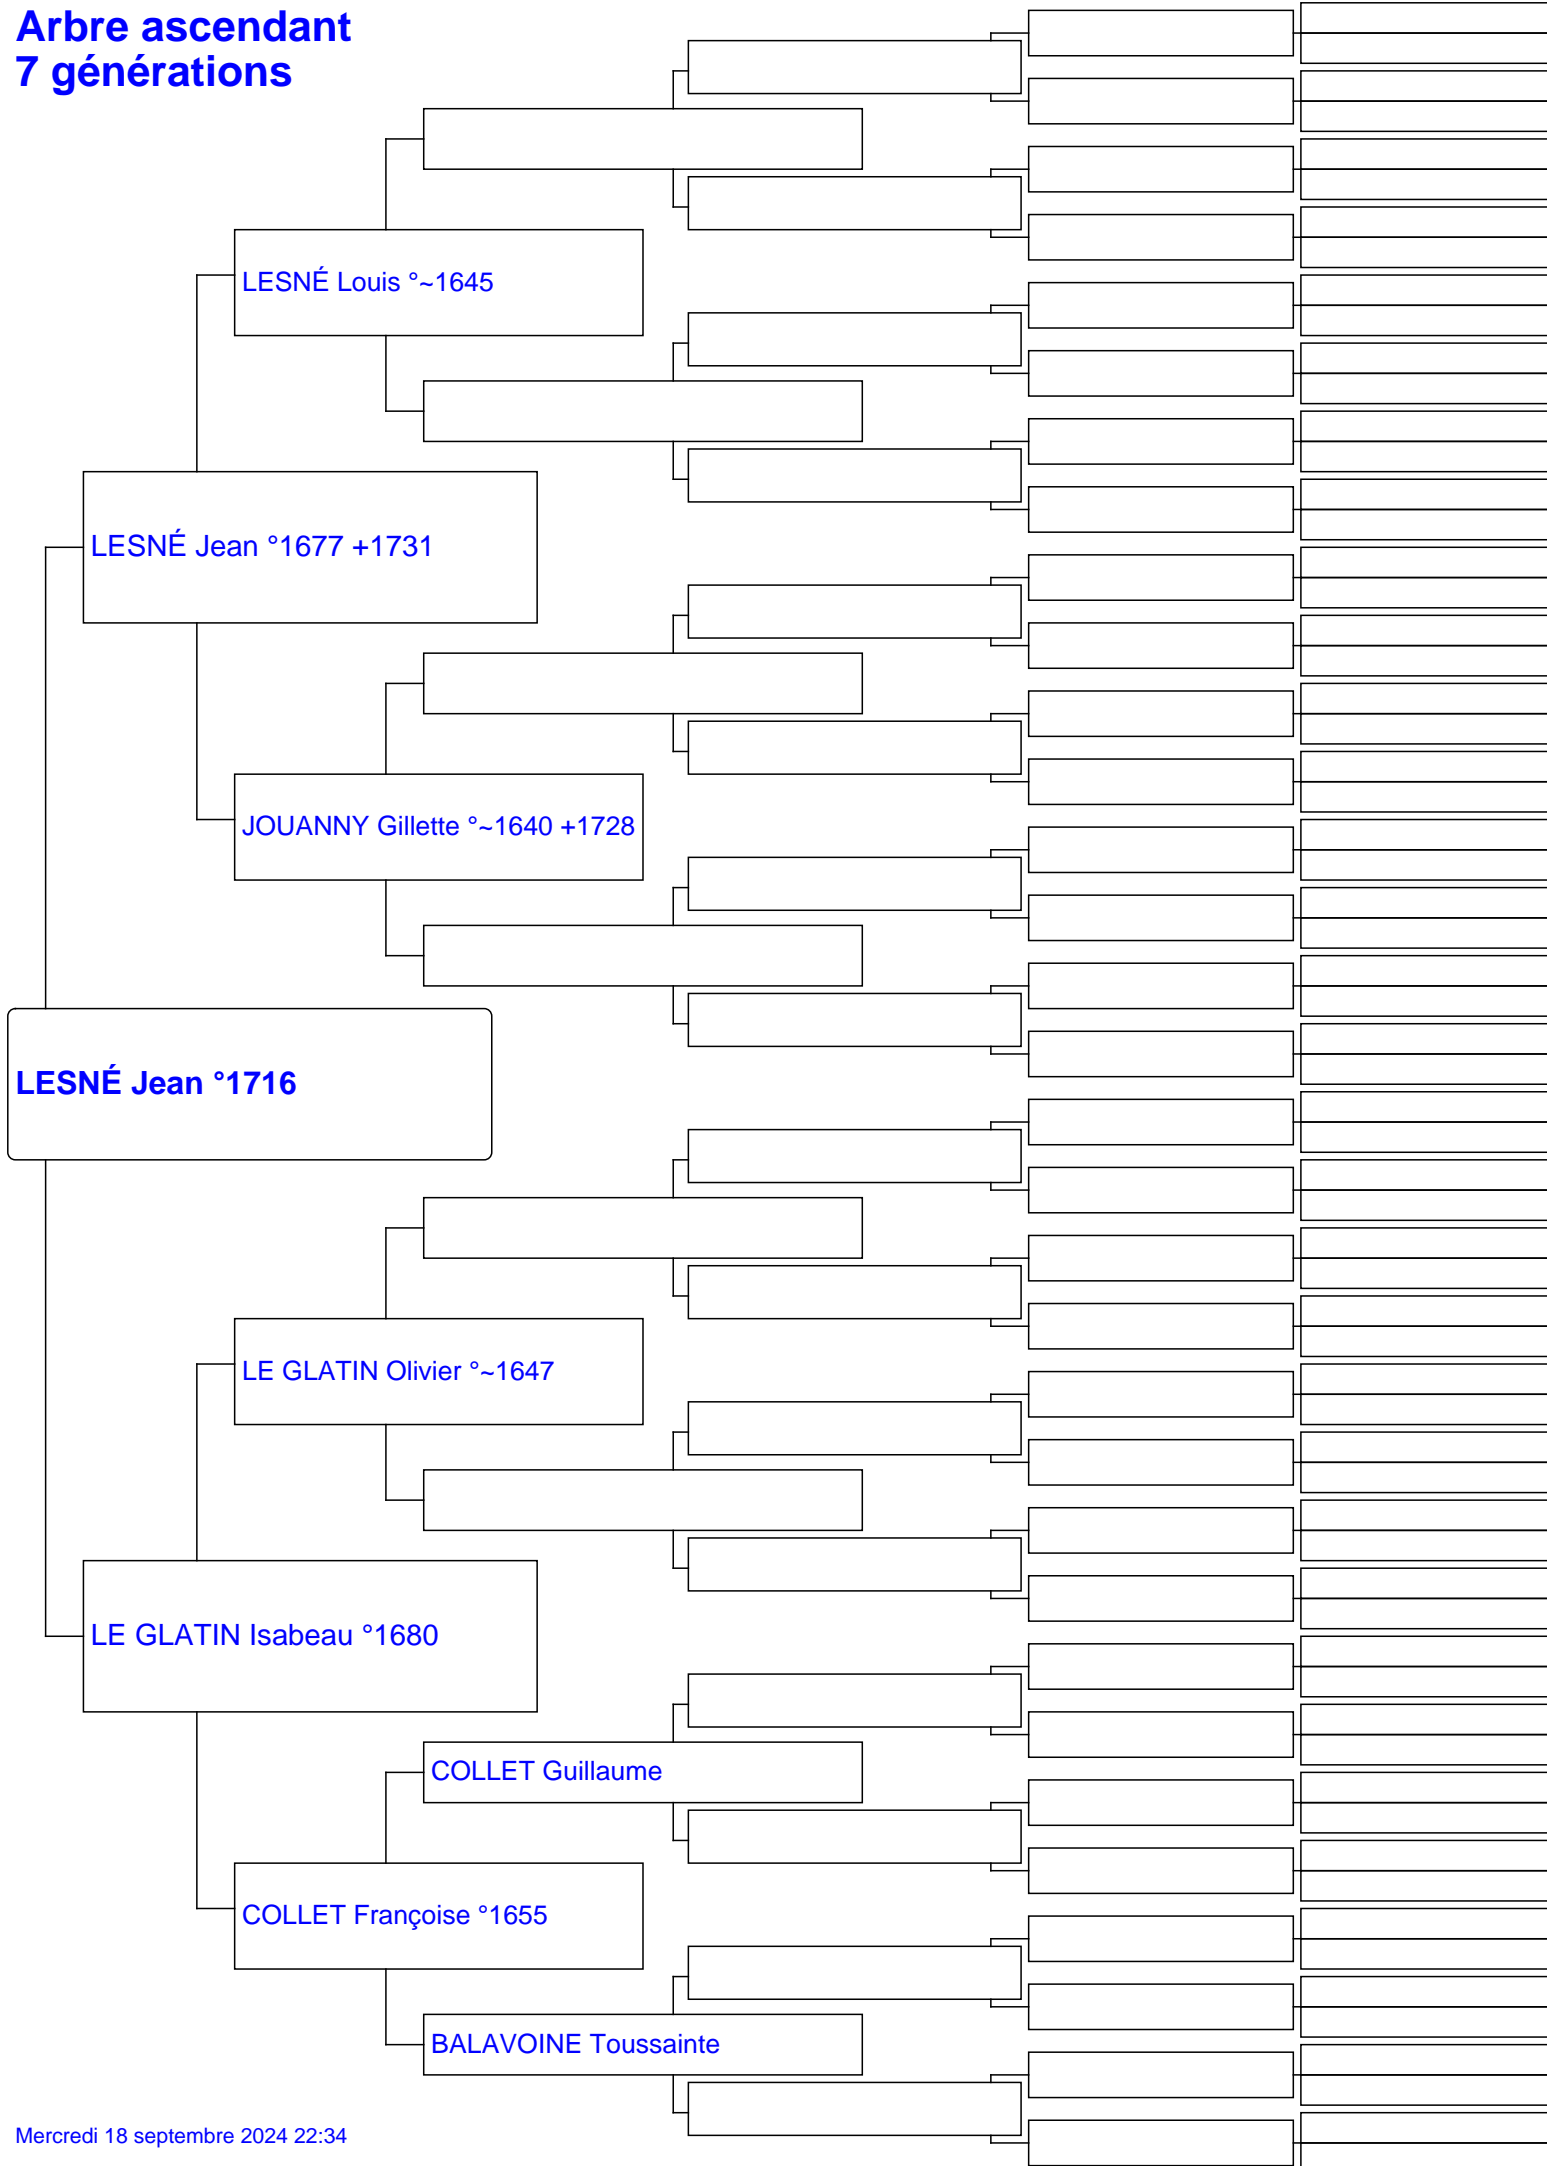 Arbre ascendant
7 générations
LESNÉ Louis °~1645
LESNÉ Jean °1677 +1731
JOUANNY Gillette °~1640 +1728
LESNÉ Jean °1716
LE GLATIN Olivier °~1647
LE GLATIN Isabeau °1680
COLLET Guillaume
COLLET Françoise °1655
BALAVOINE Toussainte
Mercredi 18 septembre 2024 22:34